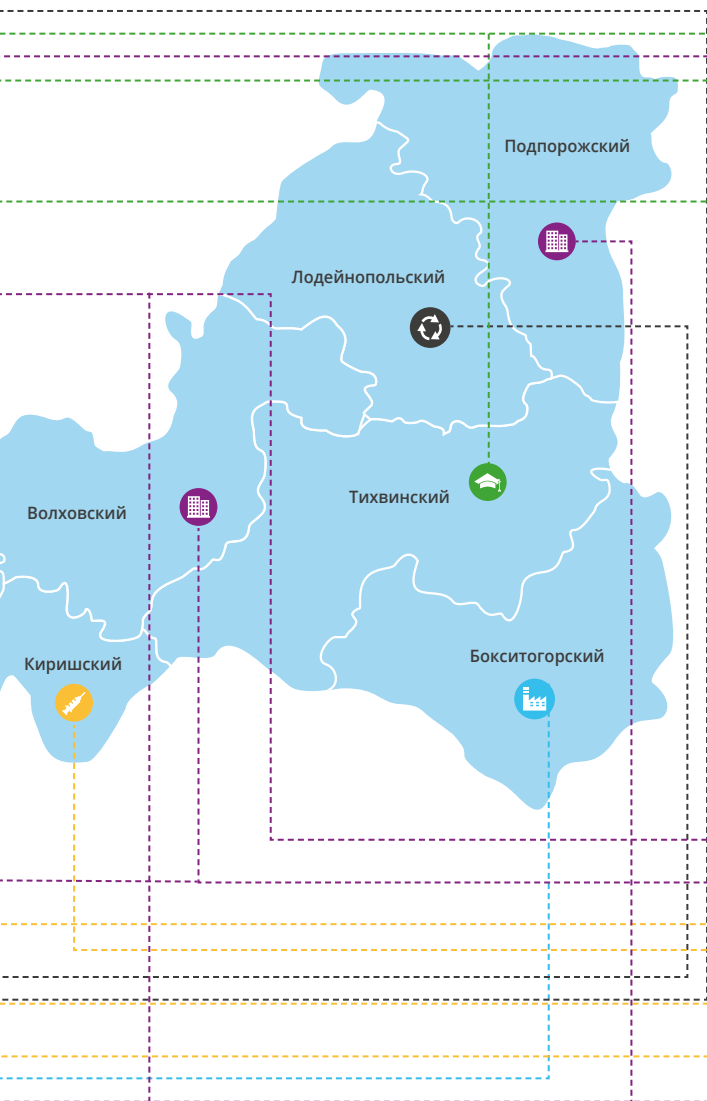 Подпорожский
Лодейнопольский
Тихвинский
Волховский
Бокситогорский
Киришский